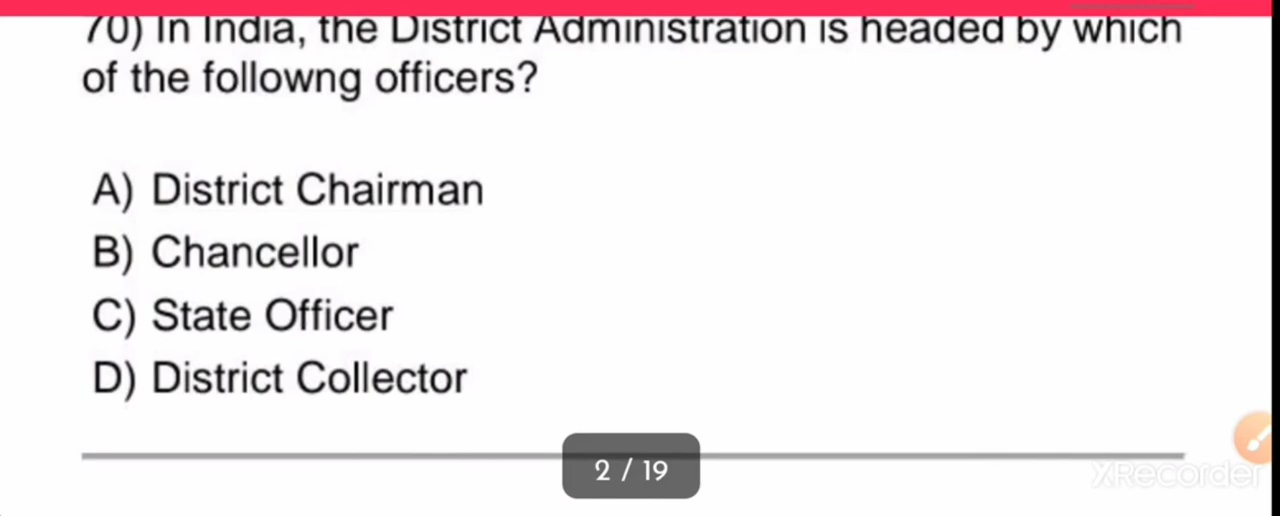 70) In India, the District Administration is headed by which
of the followng officers?
A) District Chairman
B) Chancellor
C) State Officer
D) District Collector
2 / 19
XRecorder